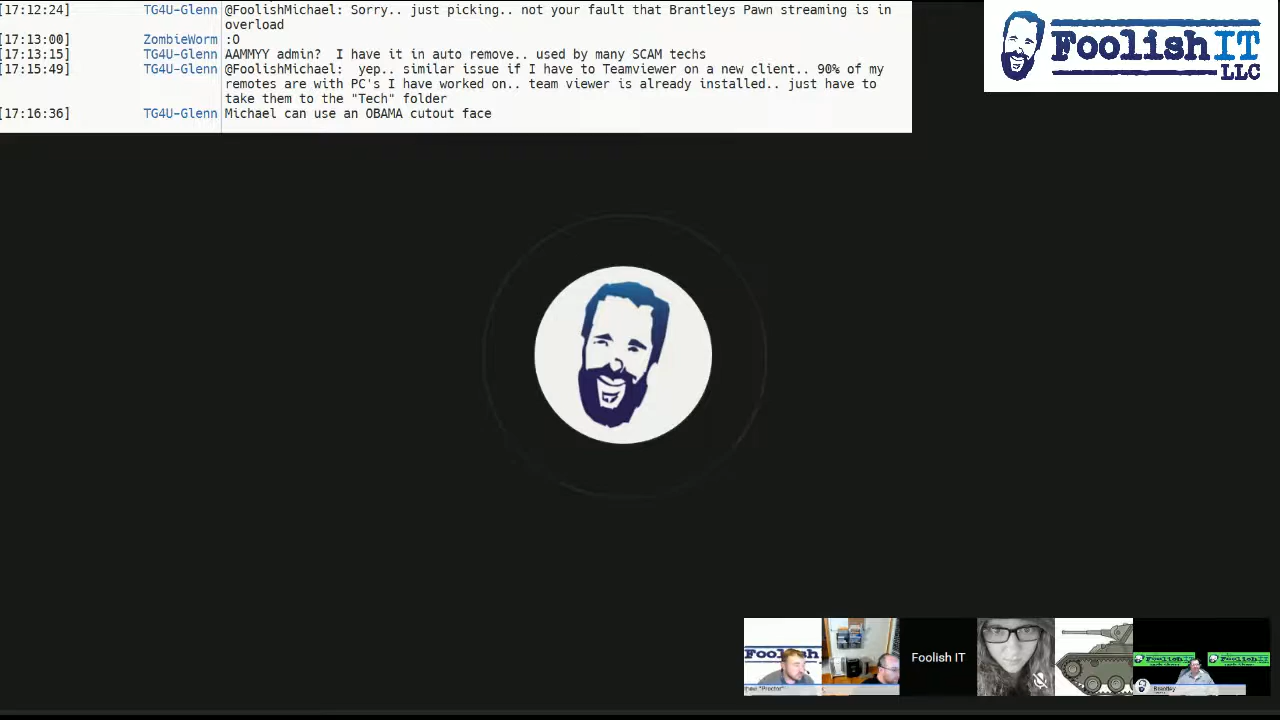 [17:12:24] TG4U-Glenn @FoolishMichael: Sorry.. just picking.. not your fault that Brantleys Pawn streaming is in
overload
[17:13:00] ZombieWorm :O
[17:13:15] TG4U-Glenn AAMMYY admin? I have it in auto remove.. used by many SCAM techs
[17:15:49] TG4U-Glenn @FoolishMichael: yep.. similar issue if I have to Teamviewer on a new client.. 90% of my
remotes are with PC's I have worked on.. team viewer is already installed.. just have to
take them to the "Tech" folder
[17:16:36] TG4U-Glenn Michael can use an OBAMA cutout face
FoolishIT
LLC
Foolish IT
FoolishIT
FoolishIT
Brantley